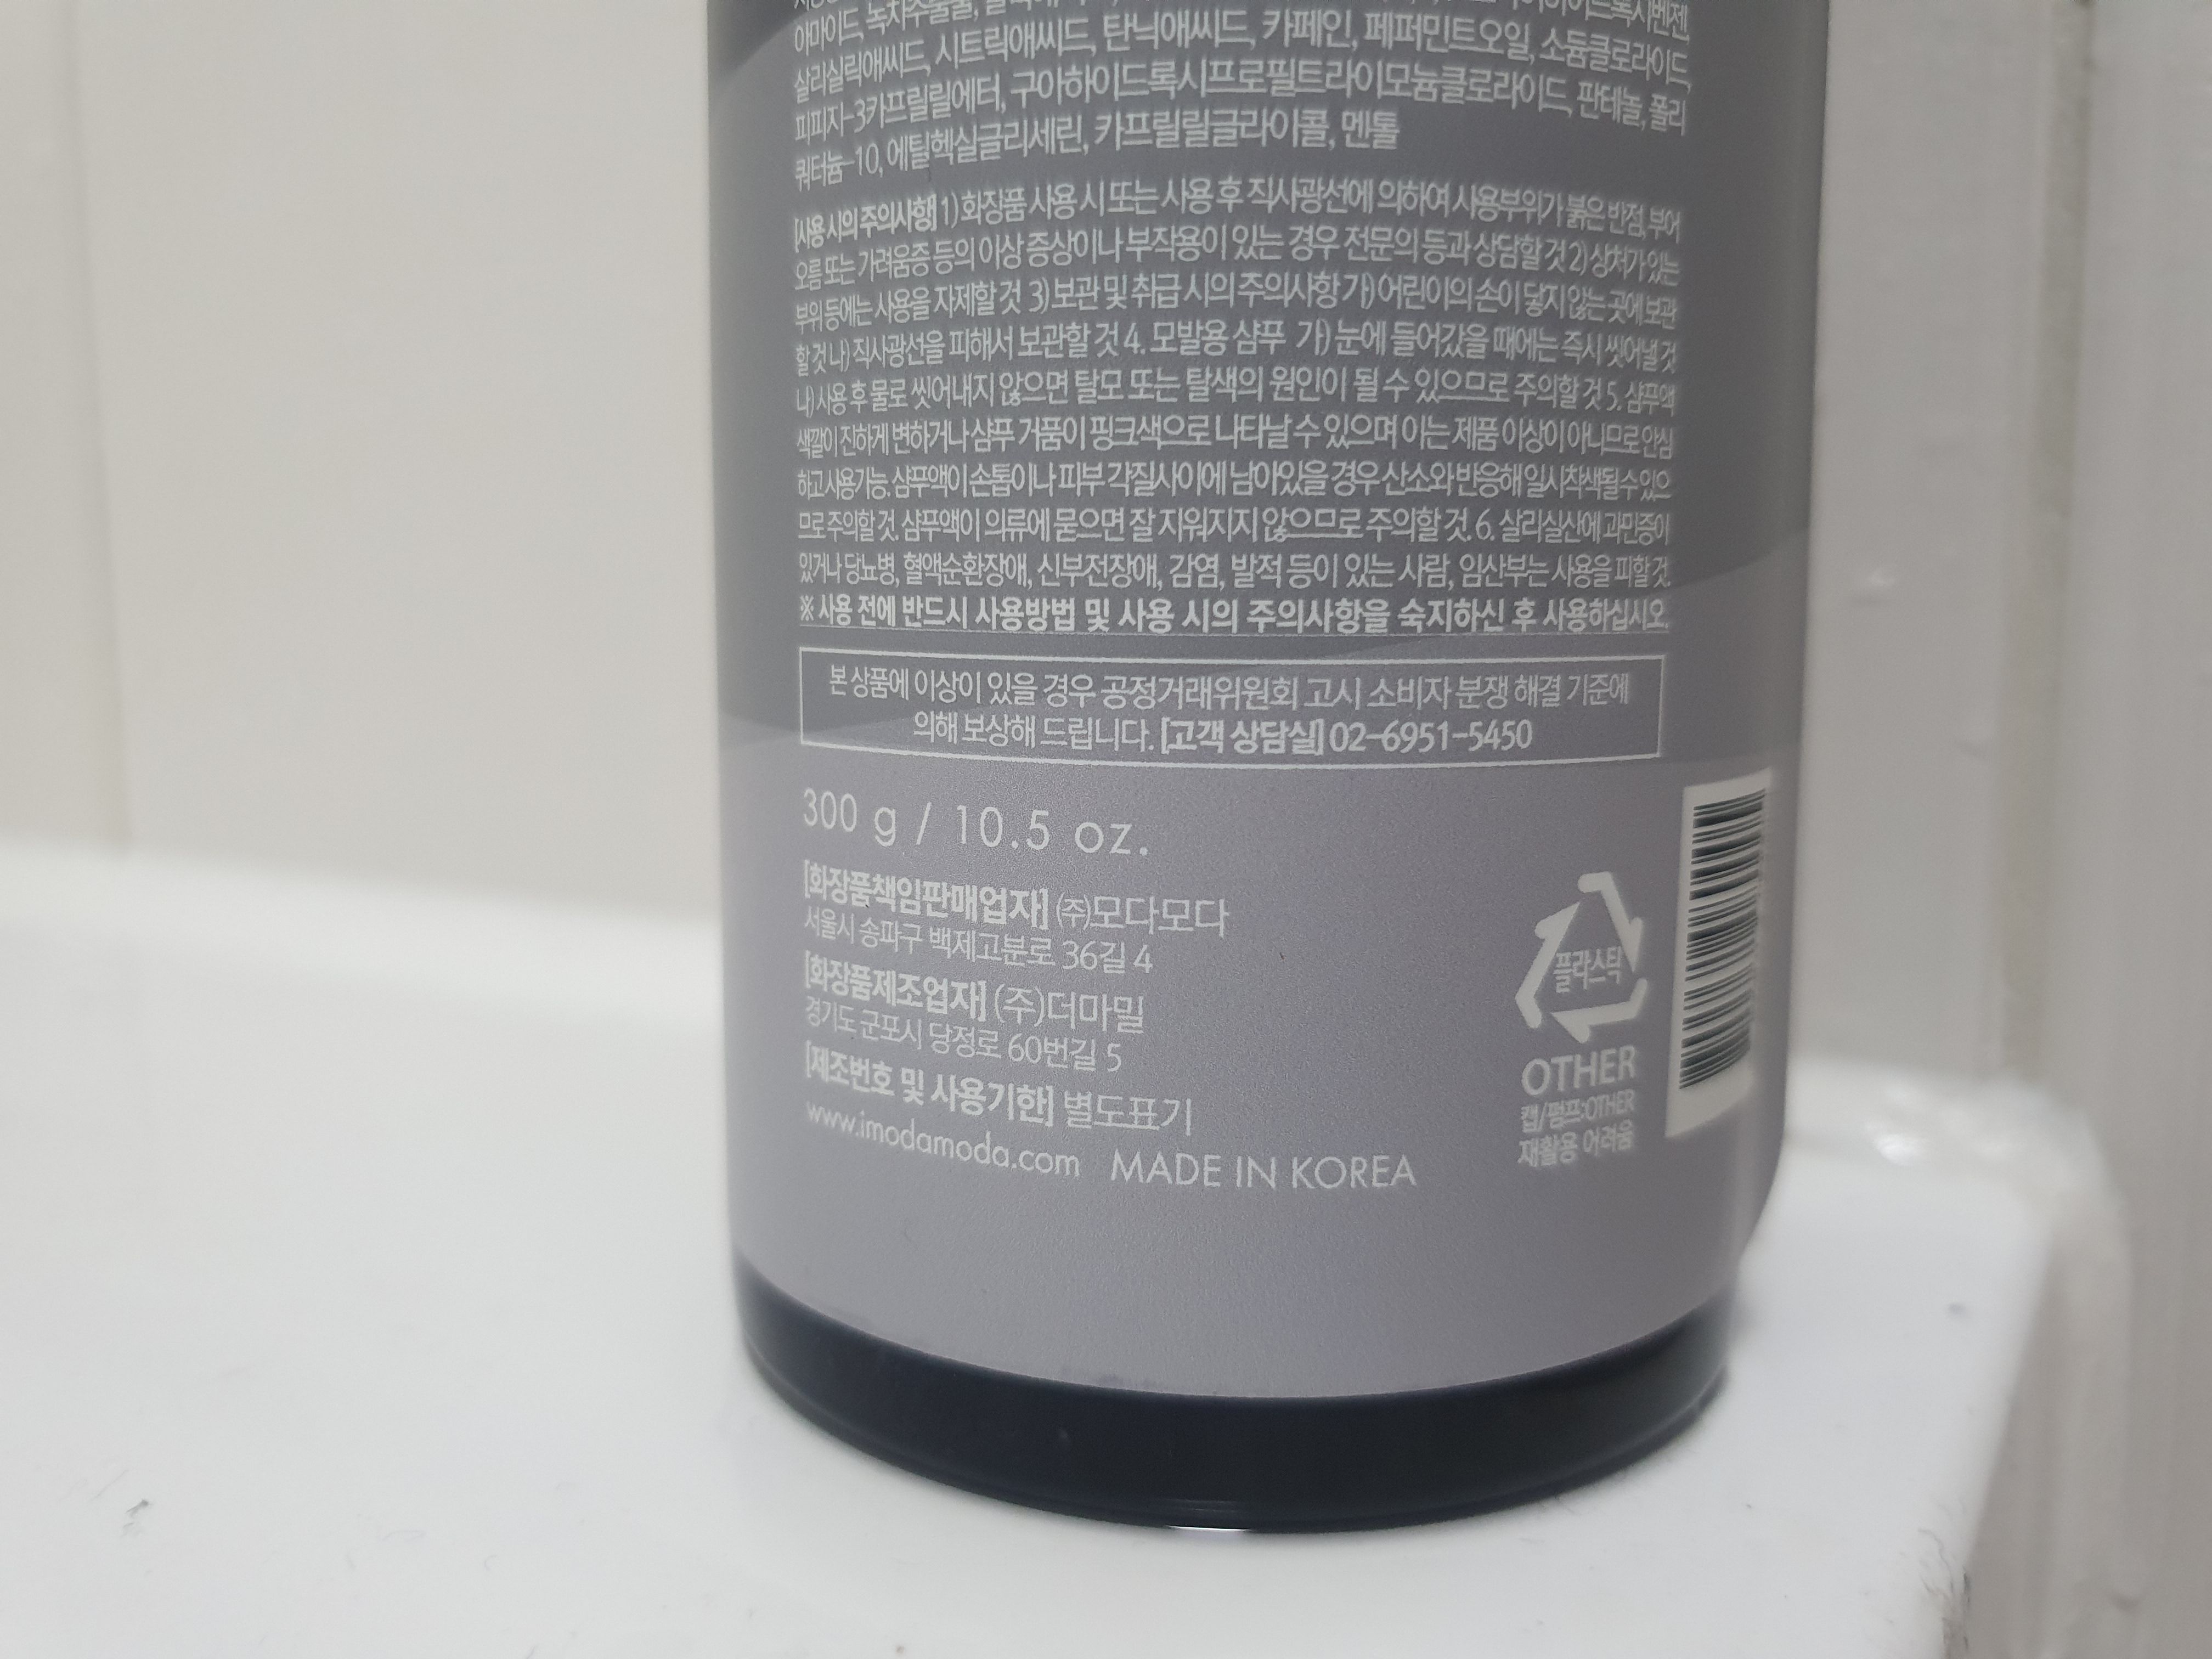 아마이드, 녹차추출물,
살리실릭애씨드, 시트릭애씨드, 탄닉애씨드, 카페인, 페퍼민트오일, 소듐클로라이드,
피피지-3카프릴릴에터, 구아하이드록시프로필트라이모늄클로라이드, 판테놀, 폴리
쿼터늄-10, 에틸헥실글리세린, 카프릴릴글라이콜, 멘톨
[사용 시의 주의사항] 1) 화장품 사용 시 또는 사용 후 직사광선에 의하여 사용부위가 붉은 반점, 부어
오름 또는 가려움증 등의 이상 증상이나 부작용이 있는 경우 전문의 등과 상담할 것 2) 상처가 있는
부위 등에는 사용을 자제할 것 3) 보관 및 취급 시의 주의사항 가) 어린이의 손이 닿지 않는 곳에 보관
할 것 나) 직사광선을 피해서 보관할 것 4. 모발용 샴푸 가) 눈에 들어갔을 때에는 즉시 씻어낼 것
나) 사용 후 물로 씻어내지 않으면 탈모 또는 탈색의 원인이 될 수 있으므로 주의할 것 5. 샴푸액
색깔이 진하게 변하거나 샴푸 거품이 핑크색으로 나타날 수 있으며 이는 제품 이상이 아니므로 안심
하고 사용가능. 샴푸액이 손톱이나 피부 각질사이에 남아있을 경우 산소와 반응해 일시착색될 수 있으
므로 주의할 것. 샴푸액이 의류에 묻으면 잘 지워지지 않으므로 주의할 것. 6. 살리실산에 과민증이
있거나 당뇨병, 혈액순환장애, 신부전장애, 감염, 발적 등이 있는 사람, 임산부는 사용을 피할 것.
※ 사용 전에 반드시 사용방법 및 사용 시의 주의사항을 숙지하신 후 사용하십시오.
본 상품에 이상이 있을 경우 공정거래위원회 고시 소비자 분쟁 해결 기준에
의해 보상해 드립니다. [고객 상담실] 02-6951-5450
300 g / 10.5 oz.
[화장품책임판매업자] ㈜모다모다
서울시 송파구 백제고분로 36길 4
[화장품제조업자] (주)더마밀
경기도 군포시 당정로 60번길 5
[제조번호 및 사용기한] 별도표기
www.imodamoda.com MADE IN KOREA
플라스틱
OTHER
캡/펌프:OTHER
재활용 어려움